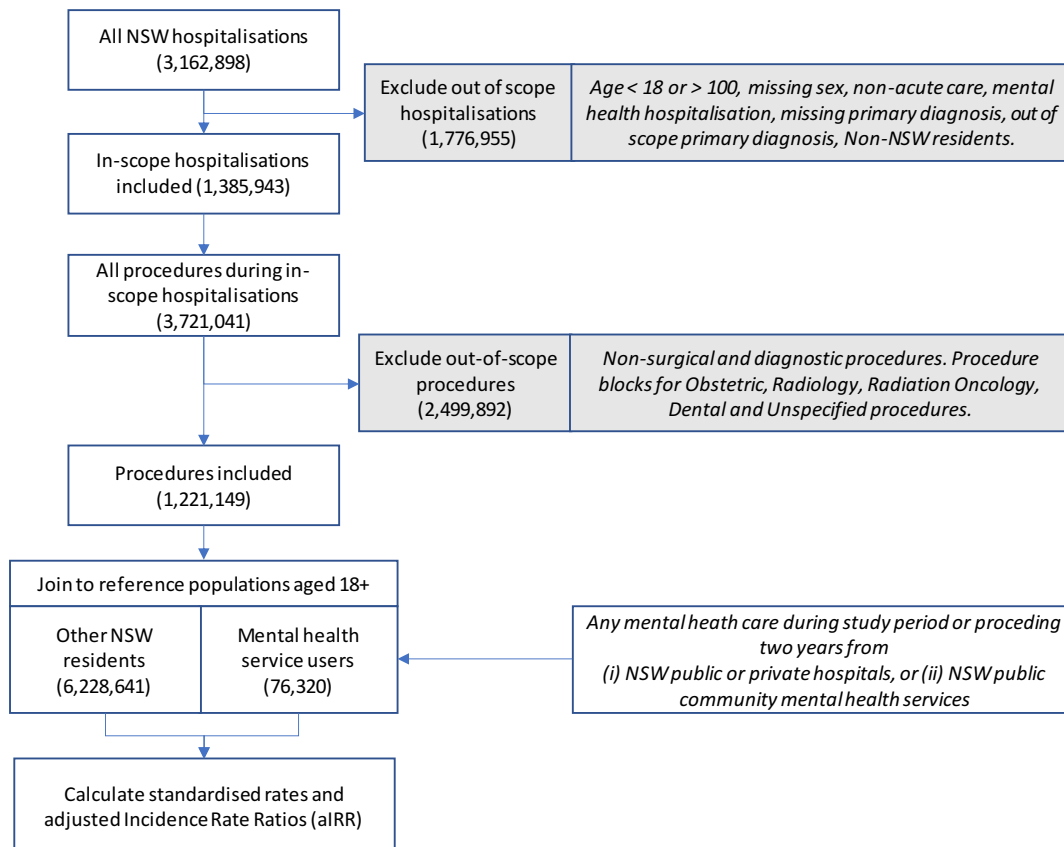 All NSW hospitalisations
(3,162,898)
Exclude out of scope
hospitalisations
(1,776,955)
Age < 18 or > 100, missing sex, non-acute care, mental
health hospitalisation, missing primary diagnosis, out of
scope primary diagnosis, Non-NSW residents.
In-scope hospitalisations
included (1,385,943)
All procedures during in-
scope hospitalisations
(3,721,041)
Exclude out-of-scope
procedures
(2,499,892)
Non-surgical and diagnostic procedures. Procedure
blocks for Obstetric, Radiology, Radiation Oncology,
Dental and Unspecified procedures.
Procedures included
(1,221,149)
Join to reference populations aged 18+
Other NSW
residents
(6,228,641)
Mental health
service users
(76,320)
Any mental heath care during study period or proceding
two years from
(i) NSW public or private hospitals, or (ii) NSW public
community mental health services
Calculate standardised rates and
adjusted Incidence Rate Ratios (aIRR)